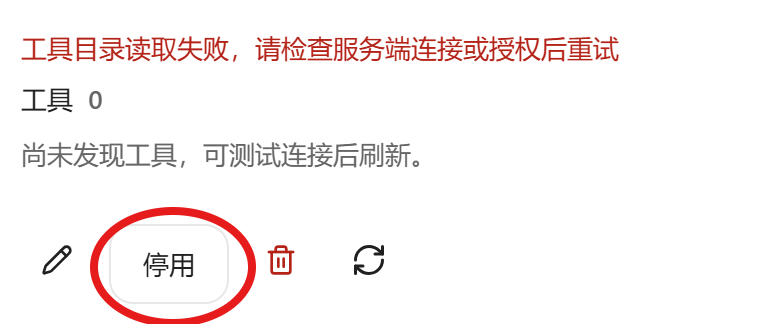 工具目录读取失败，请检查服务端连接或授权后重试
工具 0
尚未发现工具，可测试连接后刷新。
停用